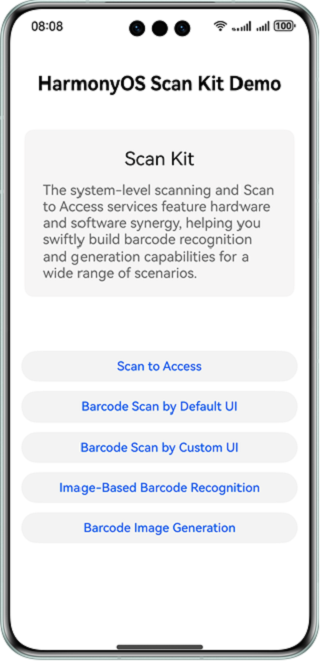 08:08
100
HarmonyOS Scan Kit Demo
Scan Kit
The system-level scanning and Scan
to Access services feature hardware
and software synergy, helping you
swiftly build barcode recognition
and generation capabilities for a
wide range of scenarios.
Scan to Access
Barcode Scan by Default UI
Barcode Scan by Custom UI
Image-Based Barcode Recognition
Barcode Image Generation